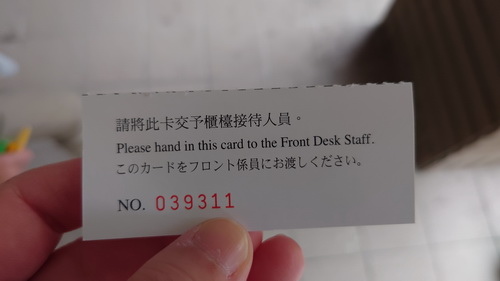 請將此卡交予櫃檯接待人員。
Please hand in this card to the Front Desk Staff.
このカードをフロント係員にお渡しください。
NO. 039311